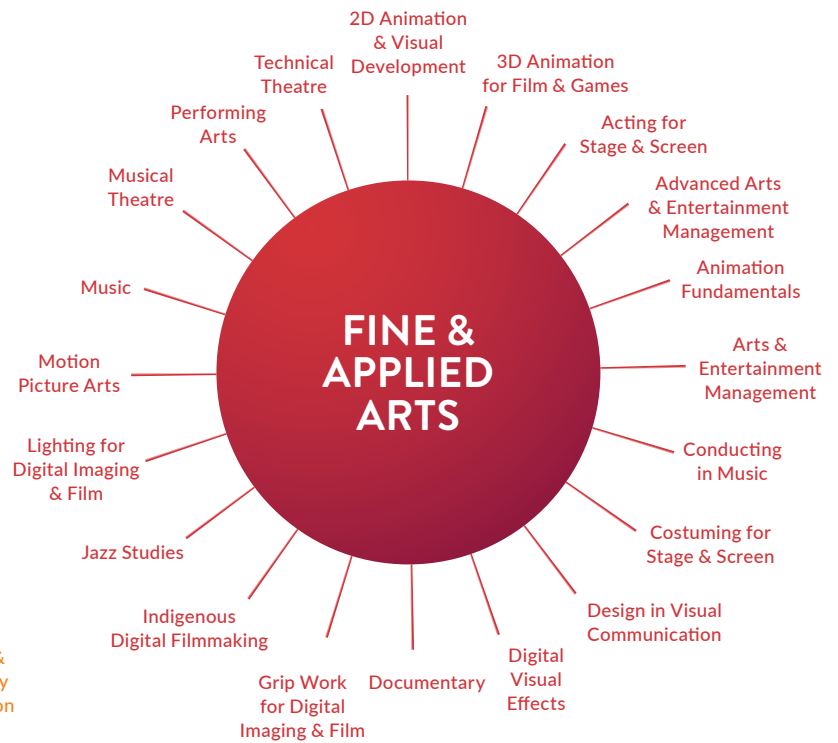 2D Animation
& Visual
Development
3D Animation
for Film & Games
Acting for
Stage & Screen
Advanced Arts
& Entertainment
Management
Animation
Fundamentals
Arts &
Entertainment
Management
Conducting
in Music
Costuming for
Stage & Screen
Design in Visual
Communication
Digital
Visual
Effects
Documentary
Grip Work
for Digital
Imaging & Film
Indigenous
Digital Filmmaking
Jazz Studies
Lighting for
Digital Imaging
& Film
Motion
Picture Arts
Music
Musical
Theatre
Performing
Arts
Technical
Theatre
FINE &
APPLIED
ARTS
&